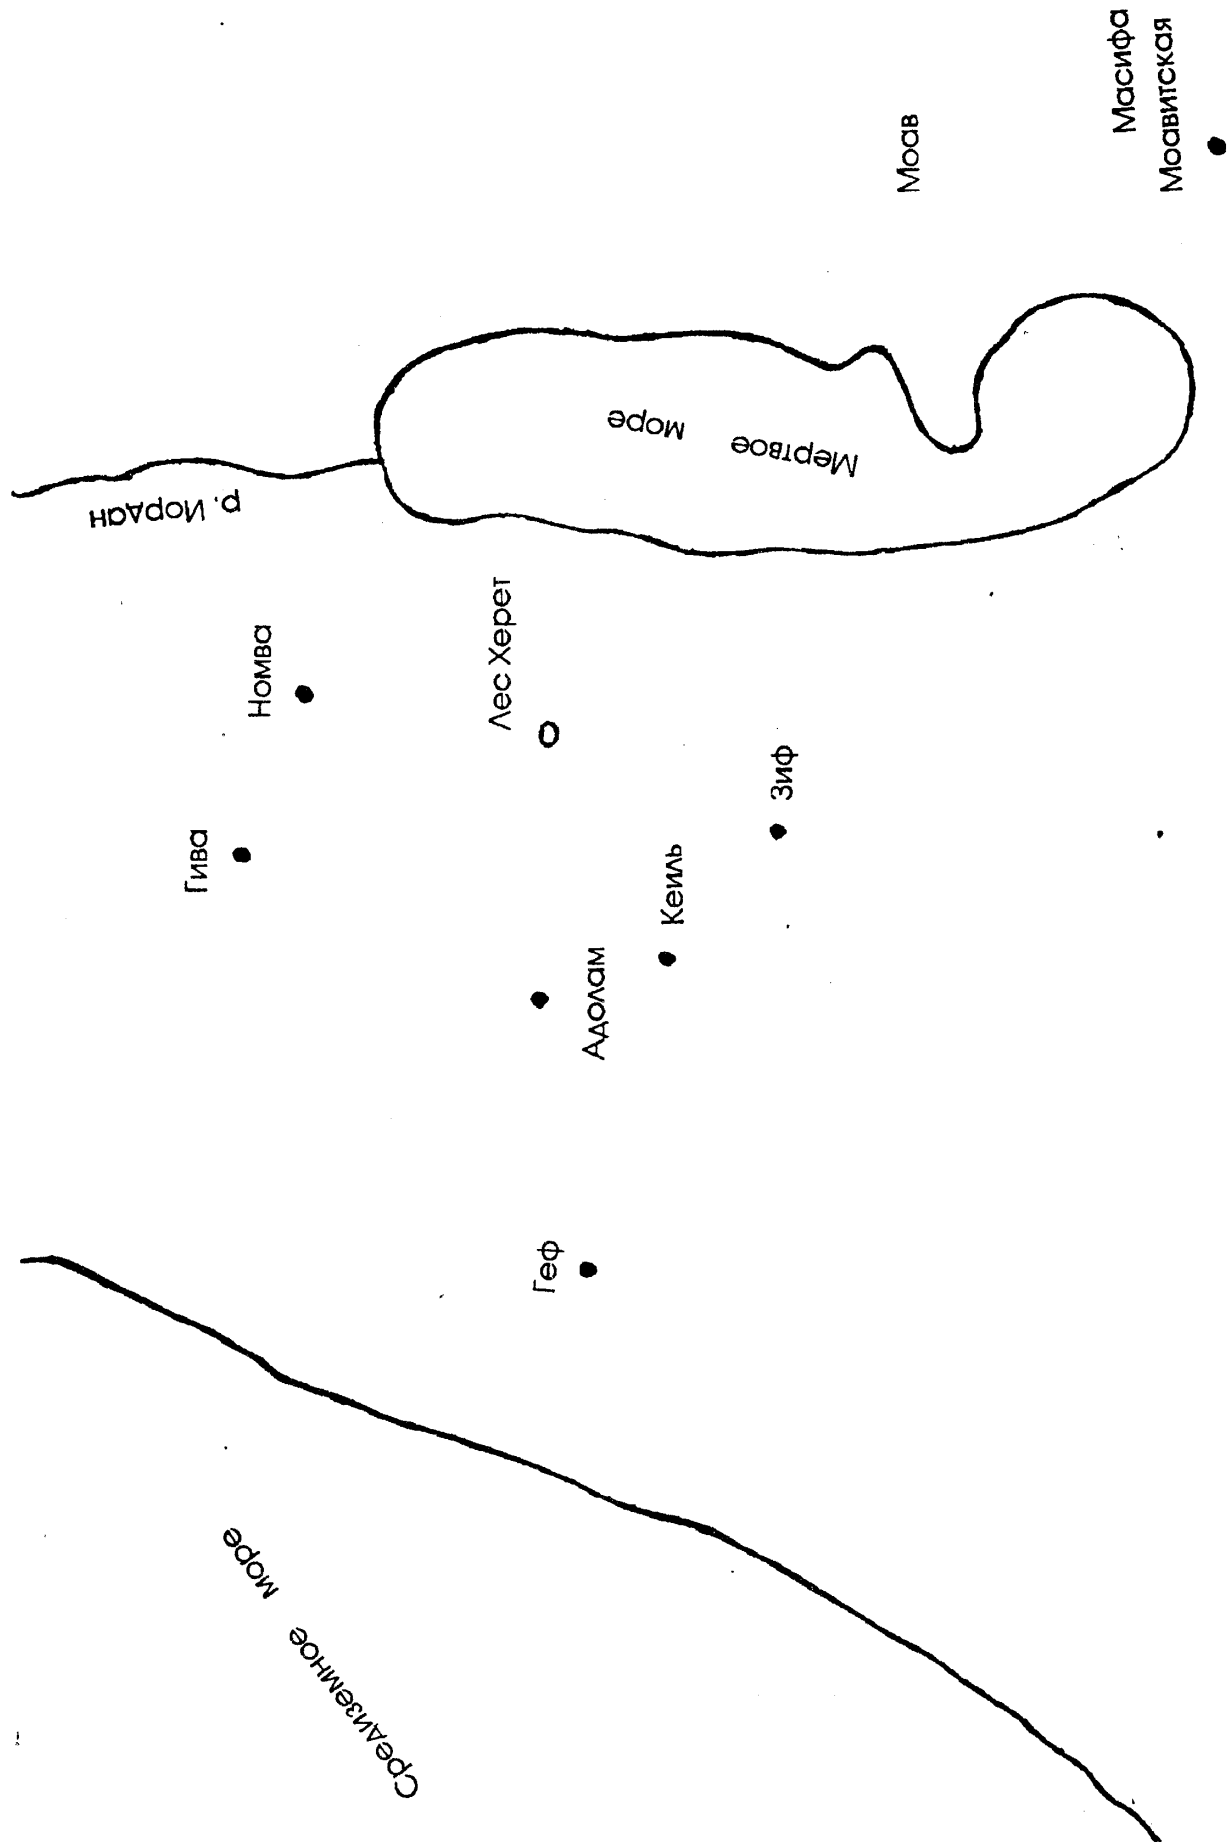 Средиземное море
р. Иордан
Гива
Номва
Геф
Адолам
Лес Херет
Кеиль
Зиф
Мертвое
море
Моав
Масифа
Моавитская